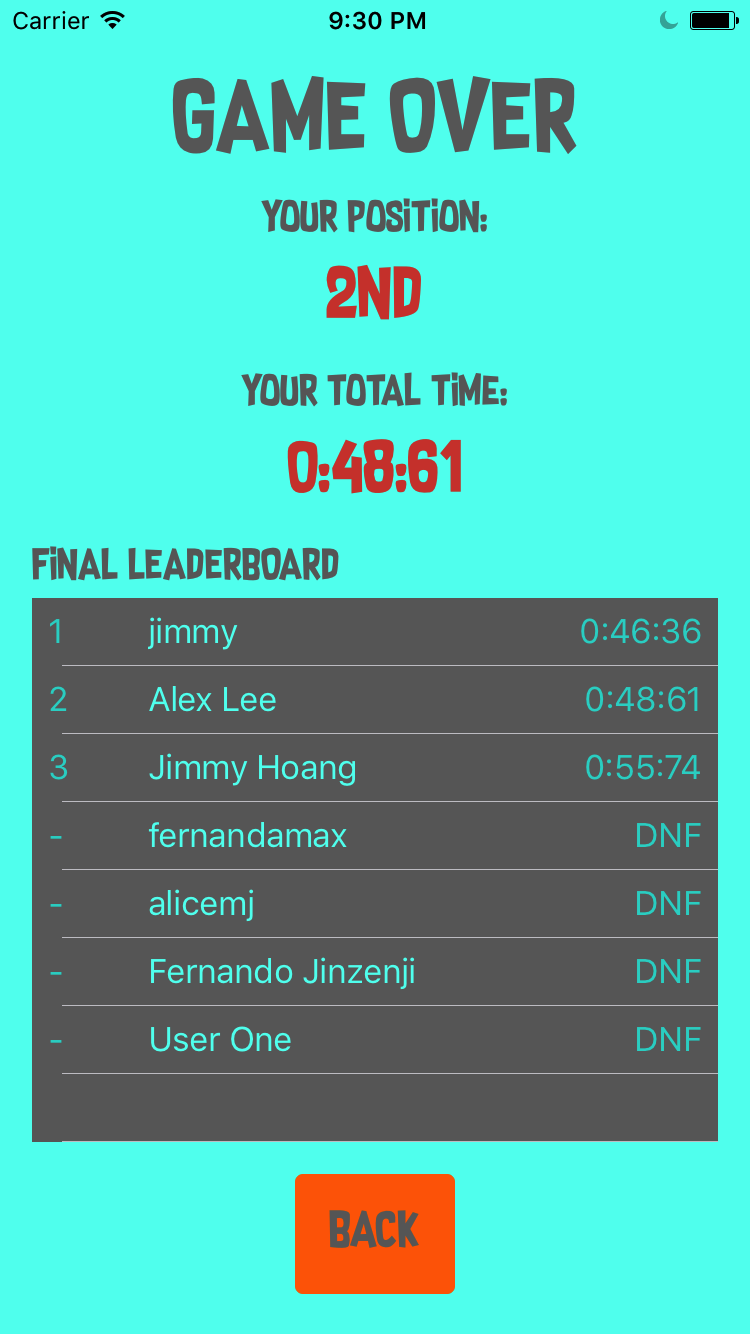 Carrier 9:30 PM
GAME OVER
YOUR POSITION:
2ND
YOUR TOTAL TIME:
0:48:61
FINAL LEADERBOARD
1 jimmy 0:46:36
2 Alex Lee 0:48:61
3 Jimmy Hoang 0:55:74
- fernandamax DNF
- alicemj DNF
- Fernando Jinzenji DNF
- User One DNF
BACK